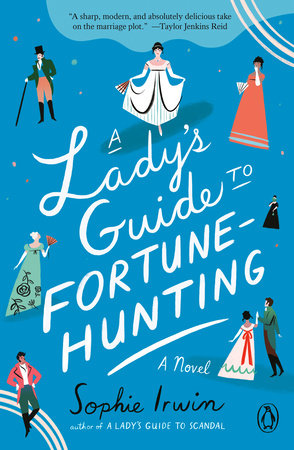 "A sharp, modern, and absolutely delicious take
on the marriage plot." —Taylor Jenkins Reid
A
Lady's
Guide TO
FORTUNE-
HUNTING
A Novel
Sophie Irwin
author of A LADY'S GUIDE TO SCANDAL